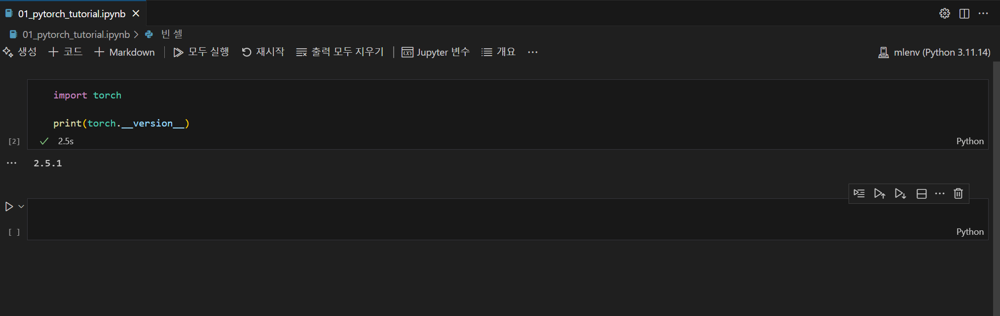 01_pytorch_tutorial.ipynb
01_pytorch_tutorial.ipynb > 빈 셀
생성 + 코드 + Markdown | 모두 실행 재시작 출력 모두 지우기 | Jupyter 변수 개요 ··· mlenv (Python 3.11.14)
import torch
print(torch.__version__)
[2] ✓ 2.5s Python
··· 2.5.1
[ ] Python